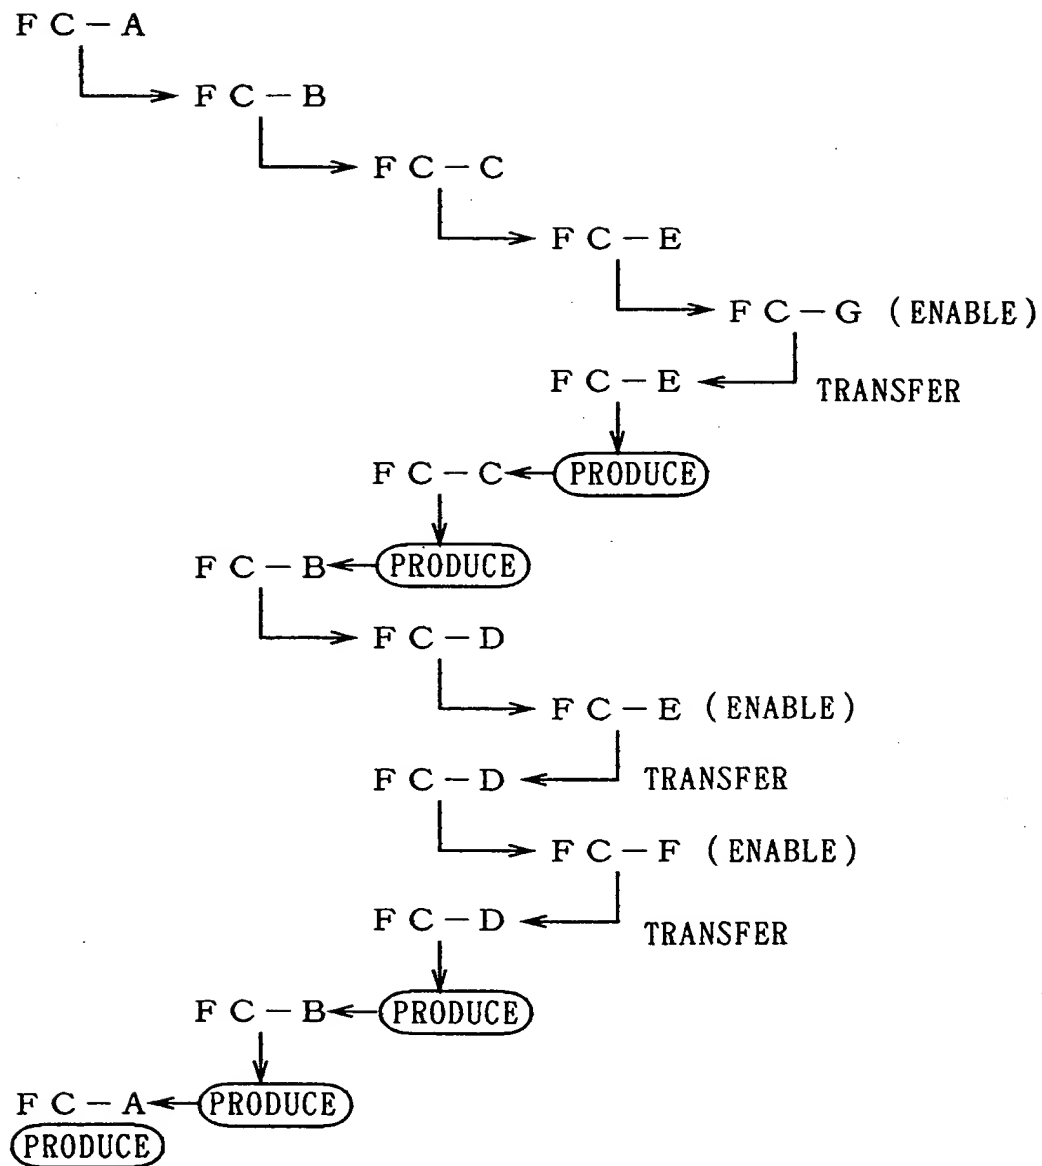 FC-A
FC-B
FC-C
FC-E
FC-G (ENABLE)
FC-E TRANSFER
FC-C PRODUCE
FC-B PRODUCE
FC-D
FC-E (ENABLE)
FC-D TRANSFER
FC-F (ENABLE)
FC-D TRANSFER
FC-B PRODUCE
FC-A PRODUCE
PRODUCE